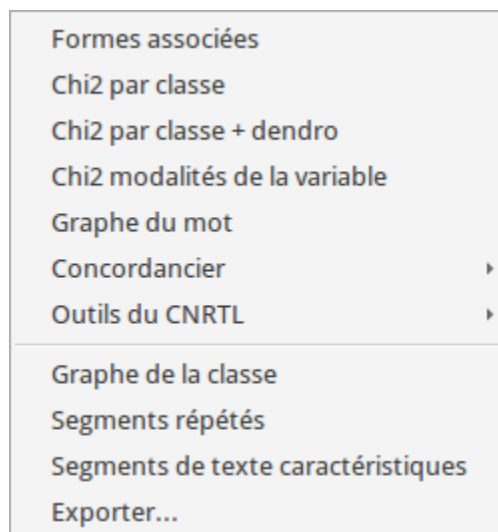 Formes associées
Chi2 par classe
Chi2 par classe + dendro
Chi2 modalités de la variable
Graphe du mot
Concordancier
Outils du CNRTL
Graphe de la classe
Segments répétés
Segments de texte caractéristiques
Exporter...